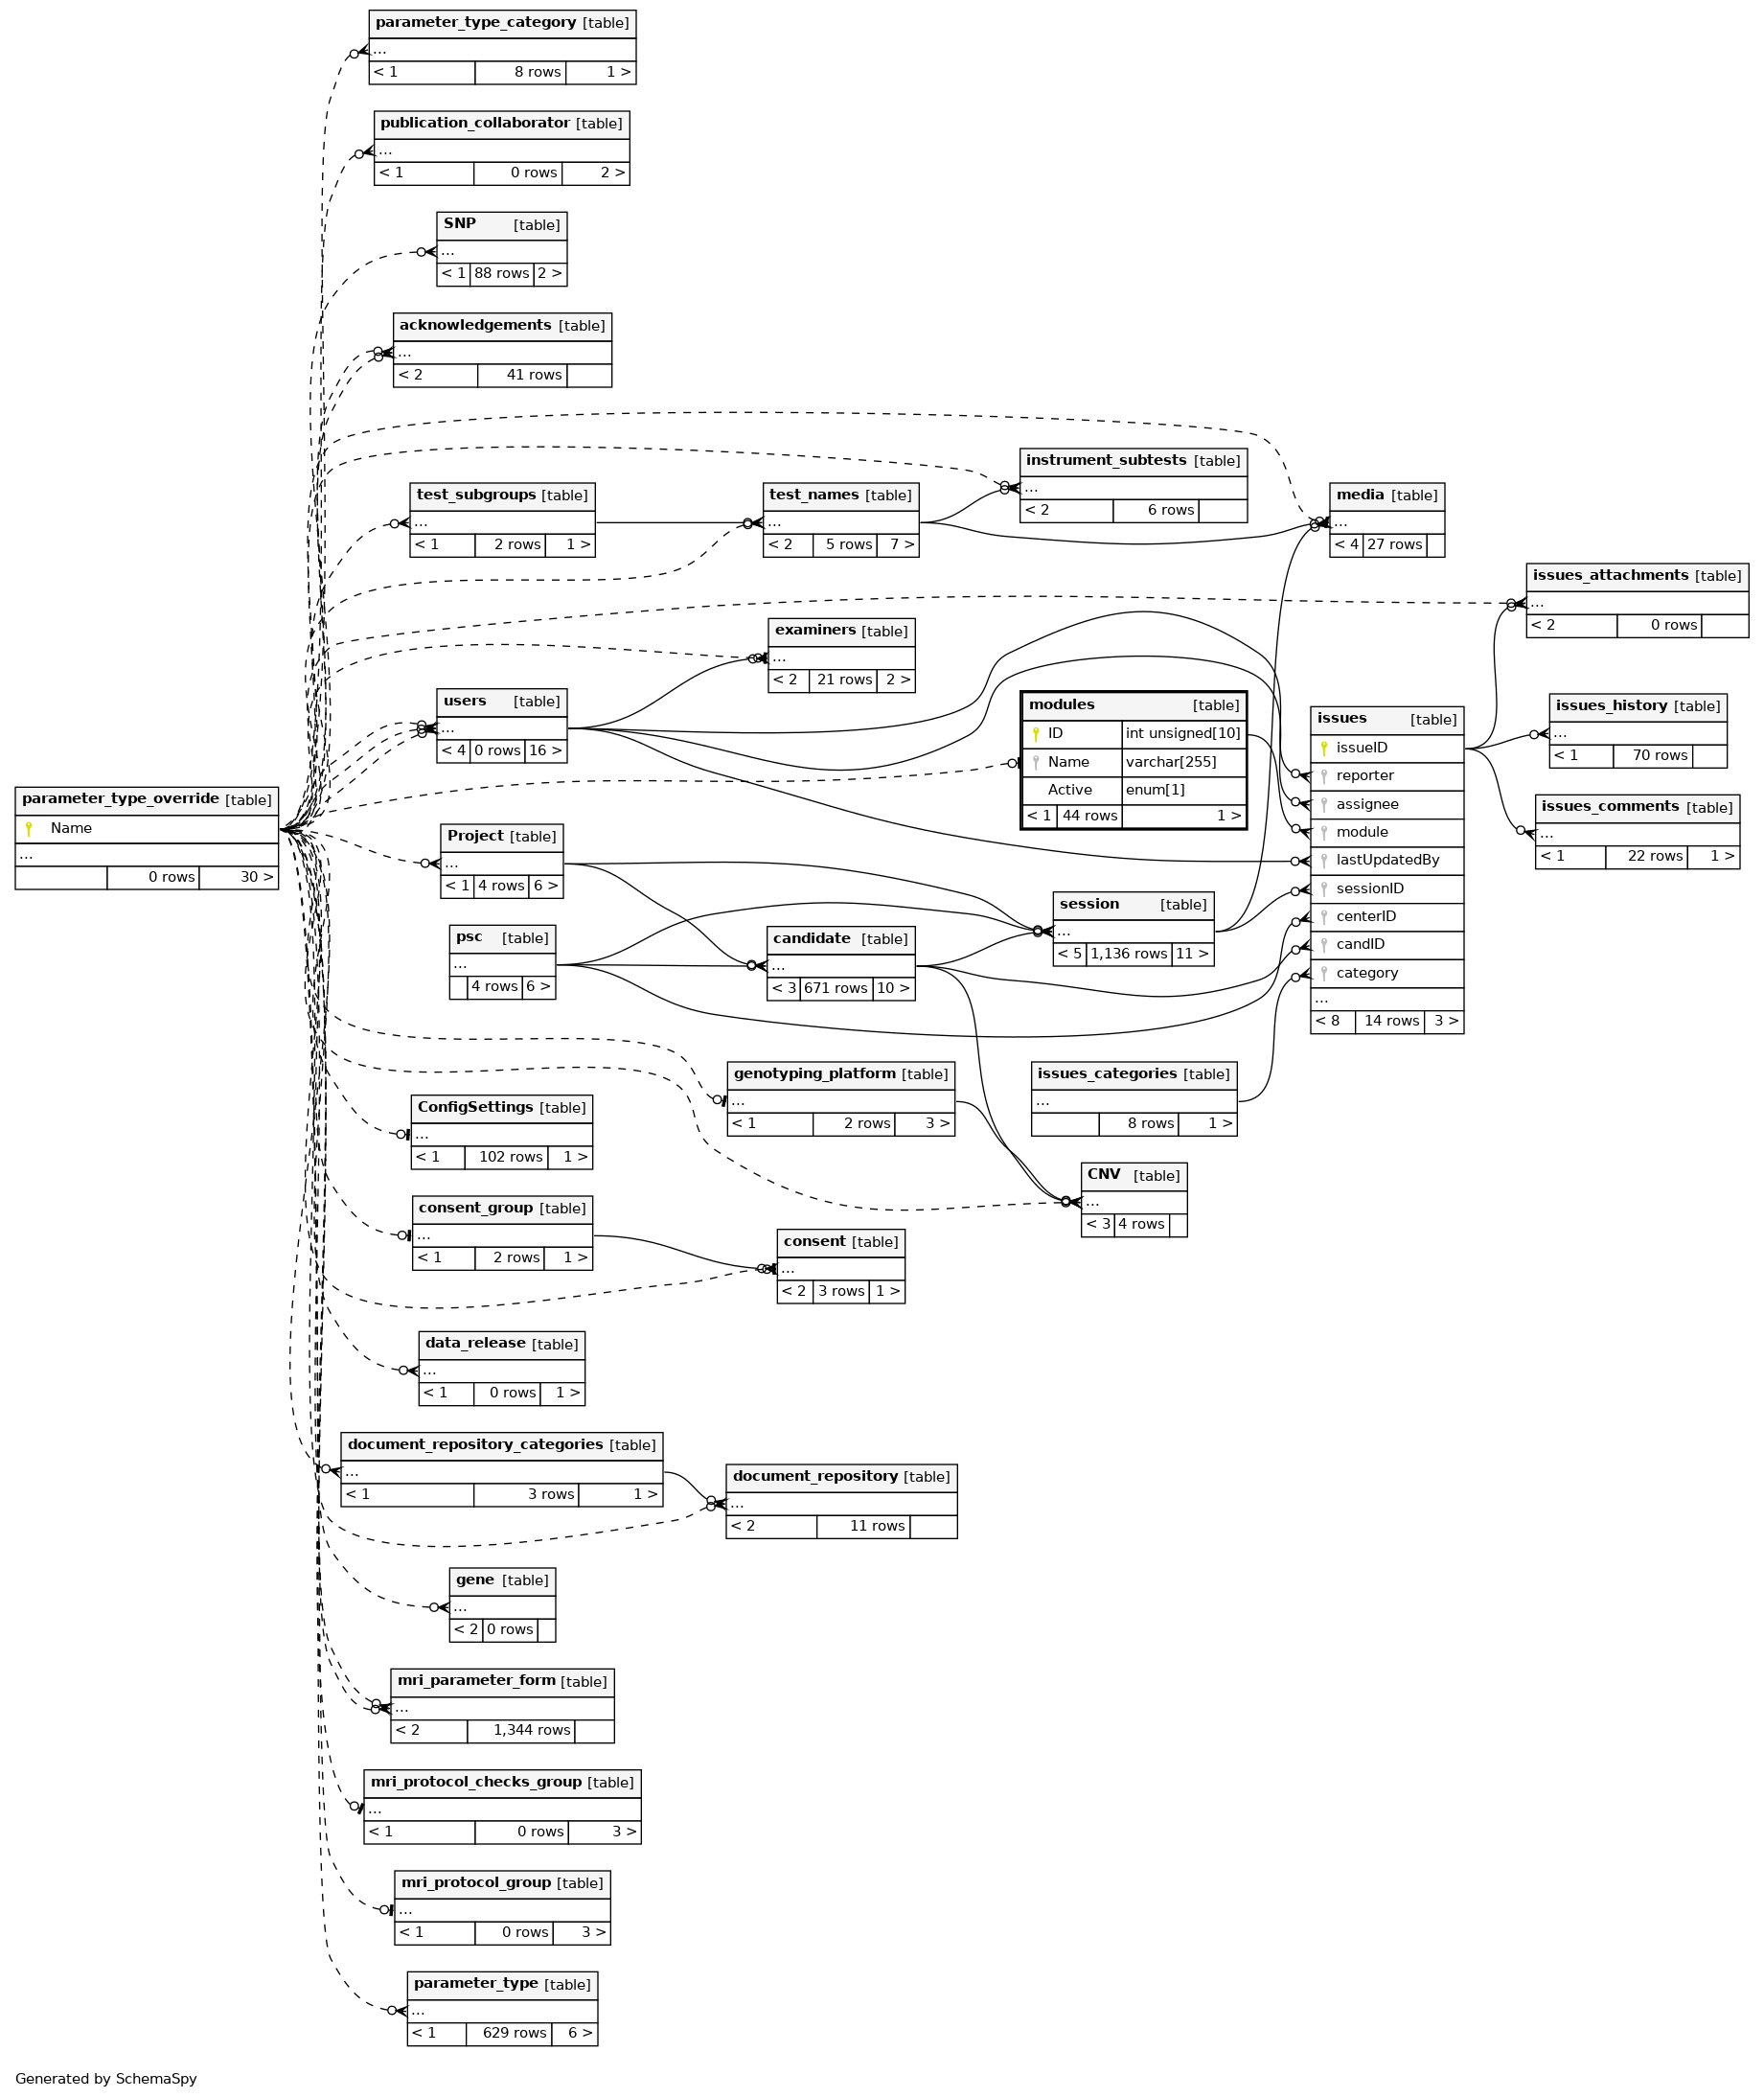 parameter_type_category [table]
...
< 1 8 rows 1 >
publication_collaborator [table]
...
< 1 0 rows 2 >
SNP [table]
...
< 1 88 rows 2 >
acknowledgements [table]
...
< 2 41 rows
instrument_subtests [table]
...
< 2 6 rows
test_subgroups [table]
...
< 1 2 rows 1 >
test_names [table]
...
< 2 5 rows 7 >
media [table]
...
< 4 27 rows
issues_attachments [table]
...
< 2 0 rows
examiners [table]
...
< 2 21 rows 2 >
users [table]
...
< 4 0 rows 16 >
modules [table]
ID int unsigned[10]
Name varchar[255]
Active enum[1]
< 1 44 rows 1 >
issues [table]
issueID
reporter
assignee
module
lastUpdatedBy
sessionID
centerID
candID
category
...
< 8 14 rows 3 >
issues_history [table]
...
< 1 70 rows
issues_comments [table]
...
< 1 22 rows 1 >
parameter_type_override [table]
Name
...
0 rows 30 >
Project [table]
...
< 1 4 rows 6 >
session [table]
...
< 5 1,136 rows 11 >
psc [table]
...
4 rows 6 >
candidate [table]
...
< 3 671 rows 10 >
genotyping_platform [table]
...
< 1 2 rows 3 >
issues_categories [table]
...
8 rows 1 >
ConfigSettings [table]
...
< 1 102 rows 1 >
CNV [table]
...
< 3 4 rows
consent_group [table]
...
< 1 2 rows 1 >
consent [table]
...
< 2 3 rows 1 >
data_release [table]
...
< 1 0 rows 1 >
document_repository_categories [table]
...
< 1 3 rows 1 >
document_repository [table]
...
< 2 11 rows
gene [table]
...
< 2 0 rows
mri_parameter_form [table]
...
< 2 1,344 rows
mri_protocol_checks_group [table]
...
< 1 0 rows 3 >
mri_protocol_group [table]
...
< 1 0 rows 3 >
parameter_type [table]
...
< 1 629 rows 6 >
Generated by SchemaSpy